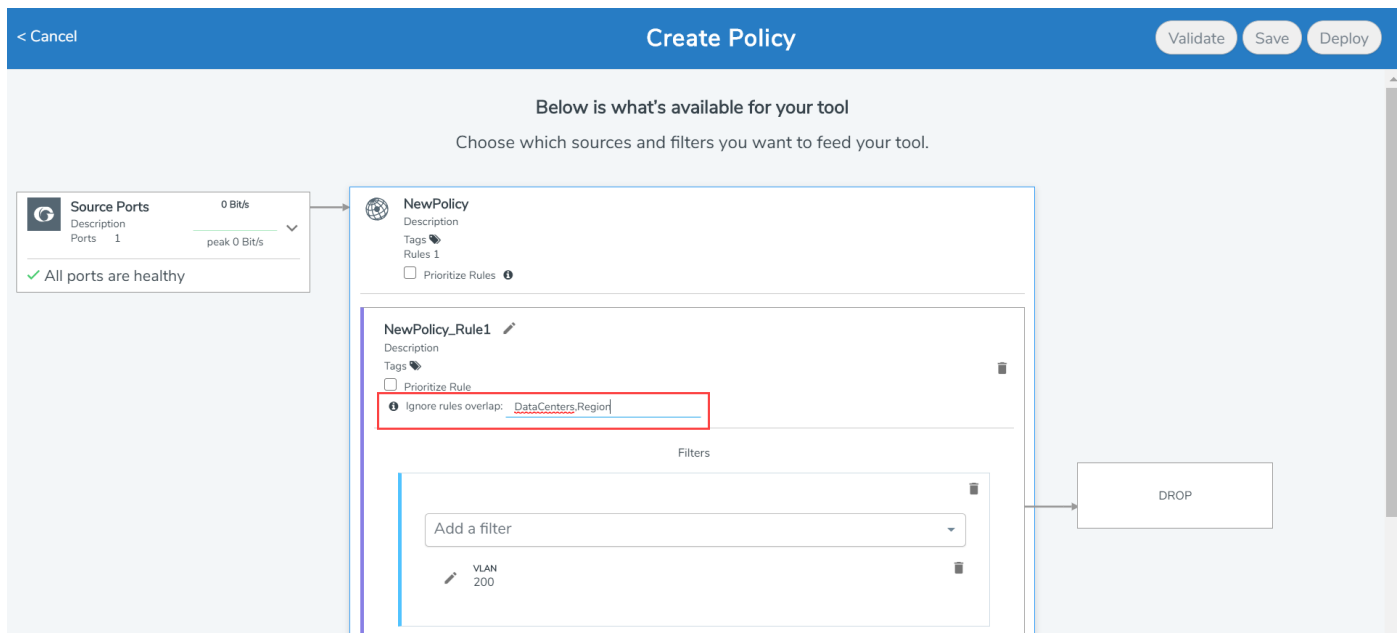 < Cancel
Create Policy
Validate
Save
Deploy
Below is what's available for your tool
Choose which sources and filters you want to feed your tool.
Source Ports
Description
Ports 1
0 Bit/s
peak 0 Bit/s
All ports are healthy
NewPolicy
Description
Tags
Rules 1
Prioritize Rules
NewPolicy_Rule1
Description
Tags
Prioritize Rule
Ignore rules overlap: DataCenters,Region
Filters
Add a filter
VLAN
200
DROP